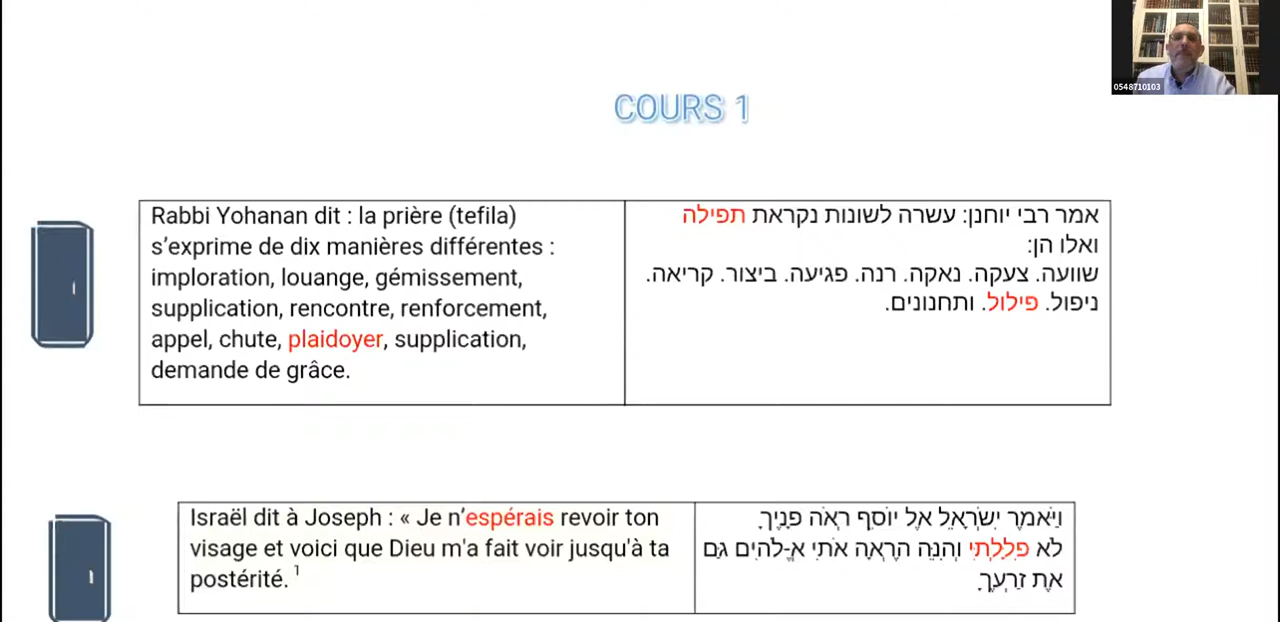 0548710103
COURS 1
Rabbi Yohanan dit : la prière (tefila)
s'exprime de dix manières différentes :
imploration, louange, gémissement,
supplication, rencontre, renforcement,
appel, chute, plaidoyer, supplication,
demande de grâce.
אמר רבי יוחנן: עשרה לשונות נקראת תפילה
ואלו הן:
שוועה. צעקה. נאקה. רנה. פגיעה. ביצור. קריאה.
ניפול. פילול. ותחנונים.
Israël dit à Joseph : « Je n'espérais revoir ton
visage et voici que Dieu m'a fait voir jusqu'à ta
postérité. 1
וַיֹּאמֶר יִשְׂרָאֵל אֶל יוֹסֵף רְאֹה פָנֶיךָ
לֹא פִלָּלְתִּי וְהִנֵּה הֶרְאָה אֹתִי אֱ-לֹהִים גַּם
אֶת זַרְעֶךָ